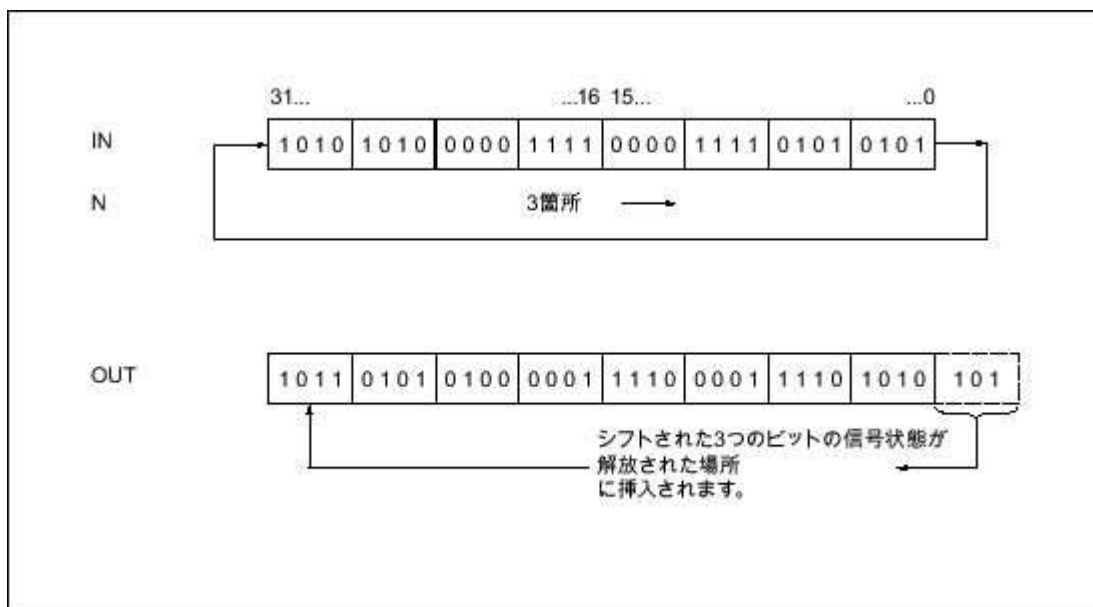 31... ...16 15... ...0
IN 1010 1010 0000 1111 0000 1111 0101 0101
N 3箇所
OUT 1011 0101 0100 0001 1110 0001 1110 1010 101
シフトされた3つのビットの信号状態が
解放された場所
に挿入されます。